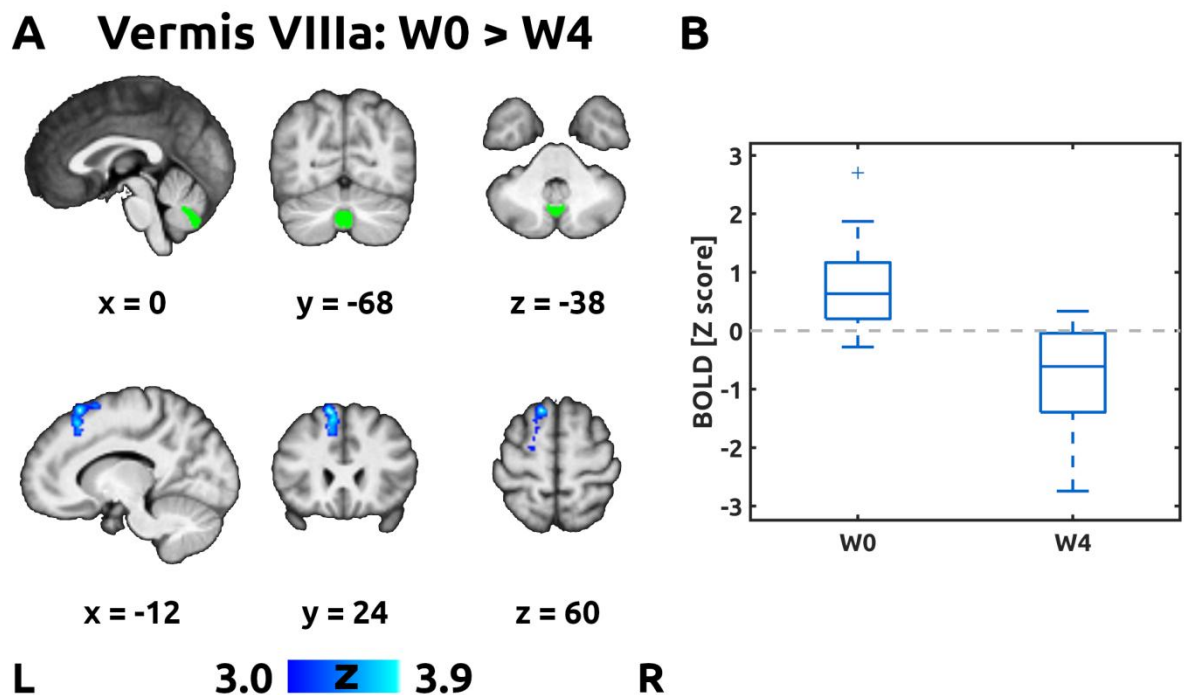 A Vermis VIIIa: W0 > W4
x = 0 y = -68 z = -38
x = -12 y = 24 z = 60
L 3.0 z 3.9 R
B
BOLD [Z score]
3
2
1
0
-1
-2
-3
W0 W4